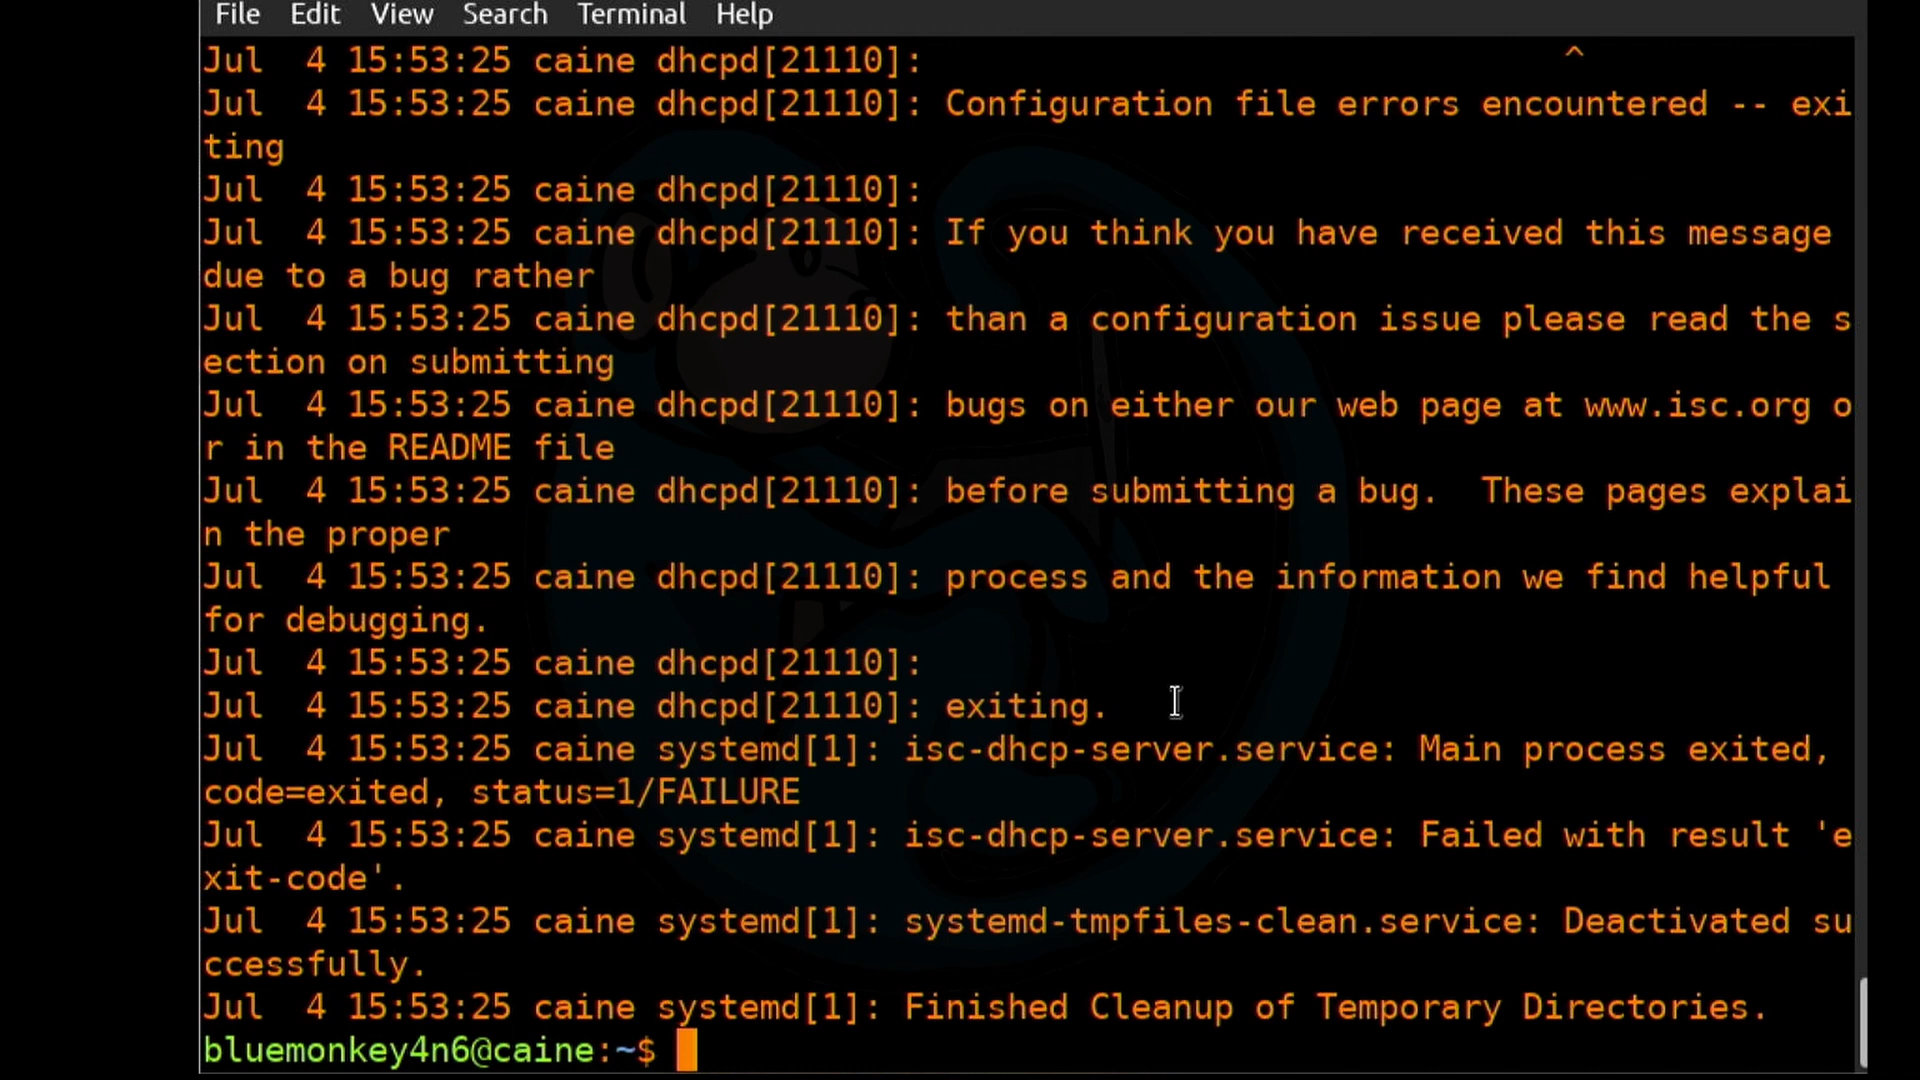 File Edit View Search Terminal Help
Jul  4 15:53:25 caine dhcpd[21110]:                               ^
Jul  4 15:53:25 caine dhcpd[21110]: Configuration file errors encountered -- exi
ting
Jul  4 15:53:25 caine dhcpd[21110]:
Jul  4 15:53:25 caine dhcpd[21110]: If you think you have received this message
due to a bug rather
Jul  4 15:53:25 caine dhcpd[21110]: than a configuration issue please read the s
ection on submitting
Jul  4 15:53:25 caine dhcpd[21110]: bugs on either our web page at www.isc.org o
r in the README file
Jul  4 15:53:25 caine dhcpd[21110]: before submitting a bug.  These pages explai
n the proper
Jul  4 15:53:25 caine dhcpd[21110]: process and the information we find helpful
for debugging.
Jul  4 15:53:25 caine dhcpd[21110]:
Jul  4 15:53:25 caine dhcpd[21110]: exiting.
Jul  4 15:53:25 caine systemd[1]: isc-dhcp-server.service: Main process exited,
code=exited, status=1/FAILURE
Jul  4 15:53:25 caine systemd[1]: isc-dhcp-server.service: Failed with result 'e
xit-code'.
Jul  4 15:53:25 caine systemd[1]: systemd-tmpfiles-clean.service: Deactivated su
ccessfully.
Jul  4 15:53:25 caine systemd[1]: Finished Cleanup of Temporary Directories.
bluemonkey4n6@caine:~$